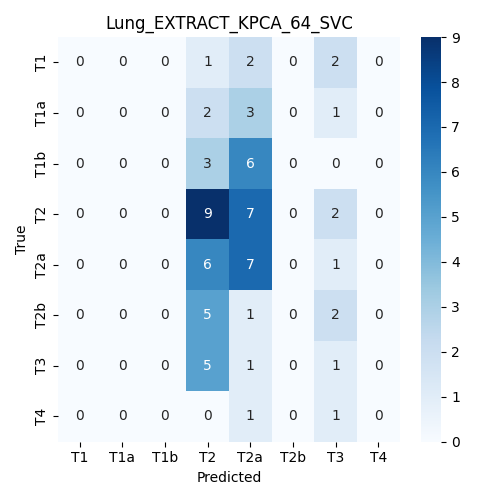 Lung_EXTRACT_KPCA_64_SVC
T1 0 0 0 1 2 0 2 0
T1a 0 0 0 2 3 0 1 0
T1b 0 0 0 3 6 0 0 0
T2 0 0 0 9 7 0 2 0
T2a 0 0 0 6 7 0 1 0
T2b 0 0 0 5 1 0 2 0
T3 0 0 0 5 1 0 1 0
T4 0 0 0 0 1 0 1 0
T1 T1a T1b T2 T2a T2b T3 T4
Predicted
True
9
8
7
6
5
4
3
2
1
0